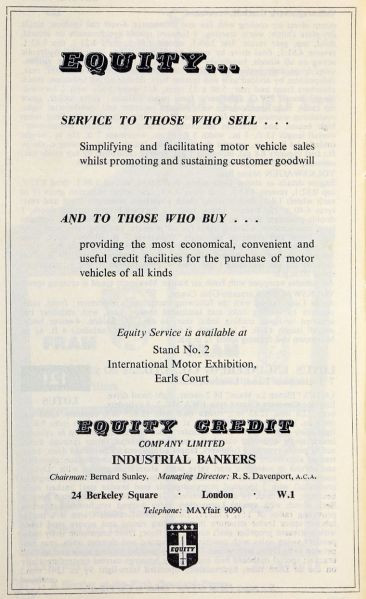 EQUITY...
SERVICE TO THOSE WHO SELL . . .
Simplifying and facilitating motor vehicle sales
whilst promoting and sustaining customer goodwill
AND TO THOSE WHO BUY . . .
providing the most economical, convenient and
useful credit facilities for the purchase of motor
vehicles of all kinds
Equity Service is available at
Stand No. 2
International Motor Exhibition,
Earls Court
EQUITY CREDIT
COMPANY LIMITED
INDUSTRIAL BANKERS
Chairman: Bernard Sunley. Managing Director: R. S. Davenport, A.C.A.
24 Berkeley Square · London · W.1
Telephone: MAYfair 9090
EQUITY